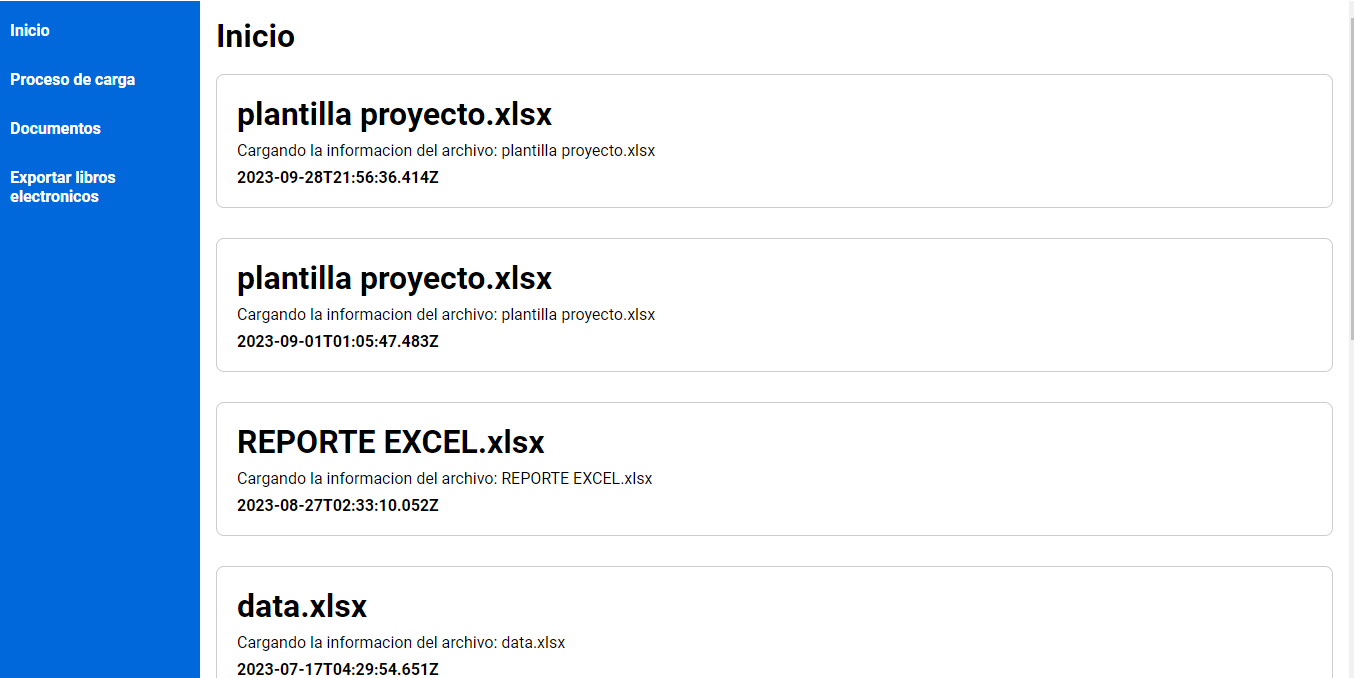 Inicio
Proceso de carga
Documentos
Exportar libros
electronicos
Inicio
plantilla proyecto.xlsx
Cargando la informacion del archivo: plantilla proyecto.xlsx
2023-09-28T21:56:36.414Z
plantilla proyecto.xlsx
Cargando la informacion del archivo: plantilla proyecto.xlsx
2023-09-01T01:05:47.483Z
REPORTE EXCEL.xlsx
Cargando la informacion del archivo: REPORTE EXCEL.xlsx
2023-08-27T02:33:10.052Z
data.xlsx
Cargando la informacion del archivo: data.xlsx
2023-07-17T04:29:54.651Z